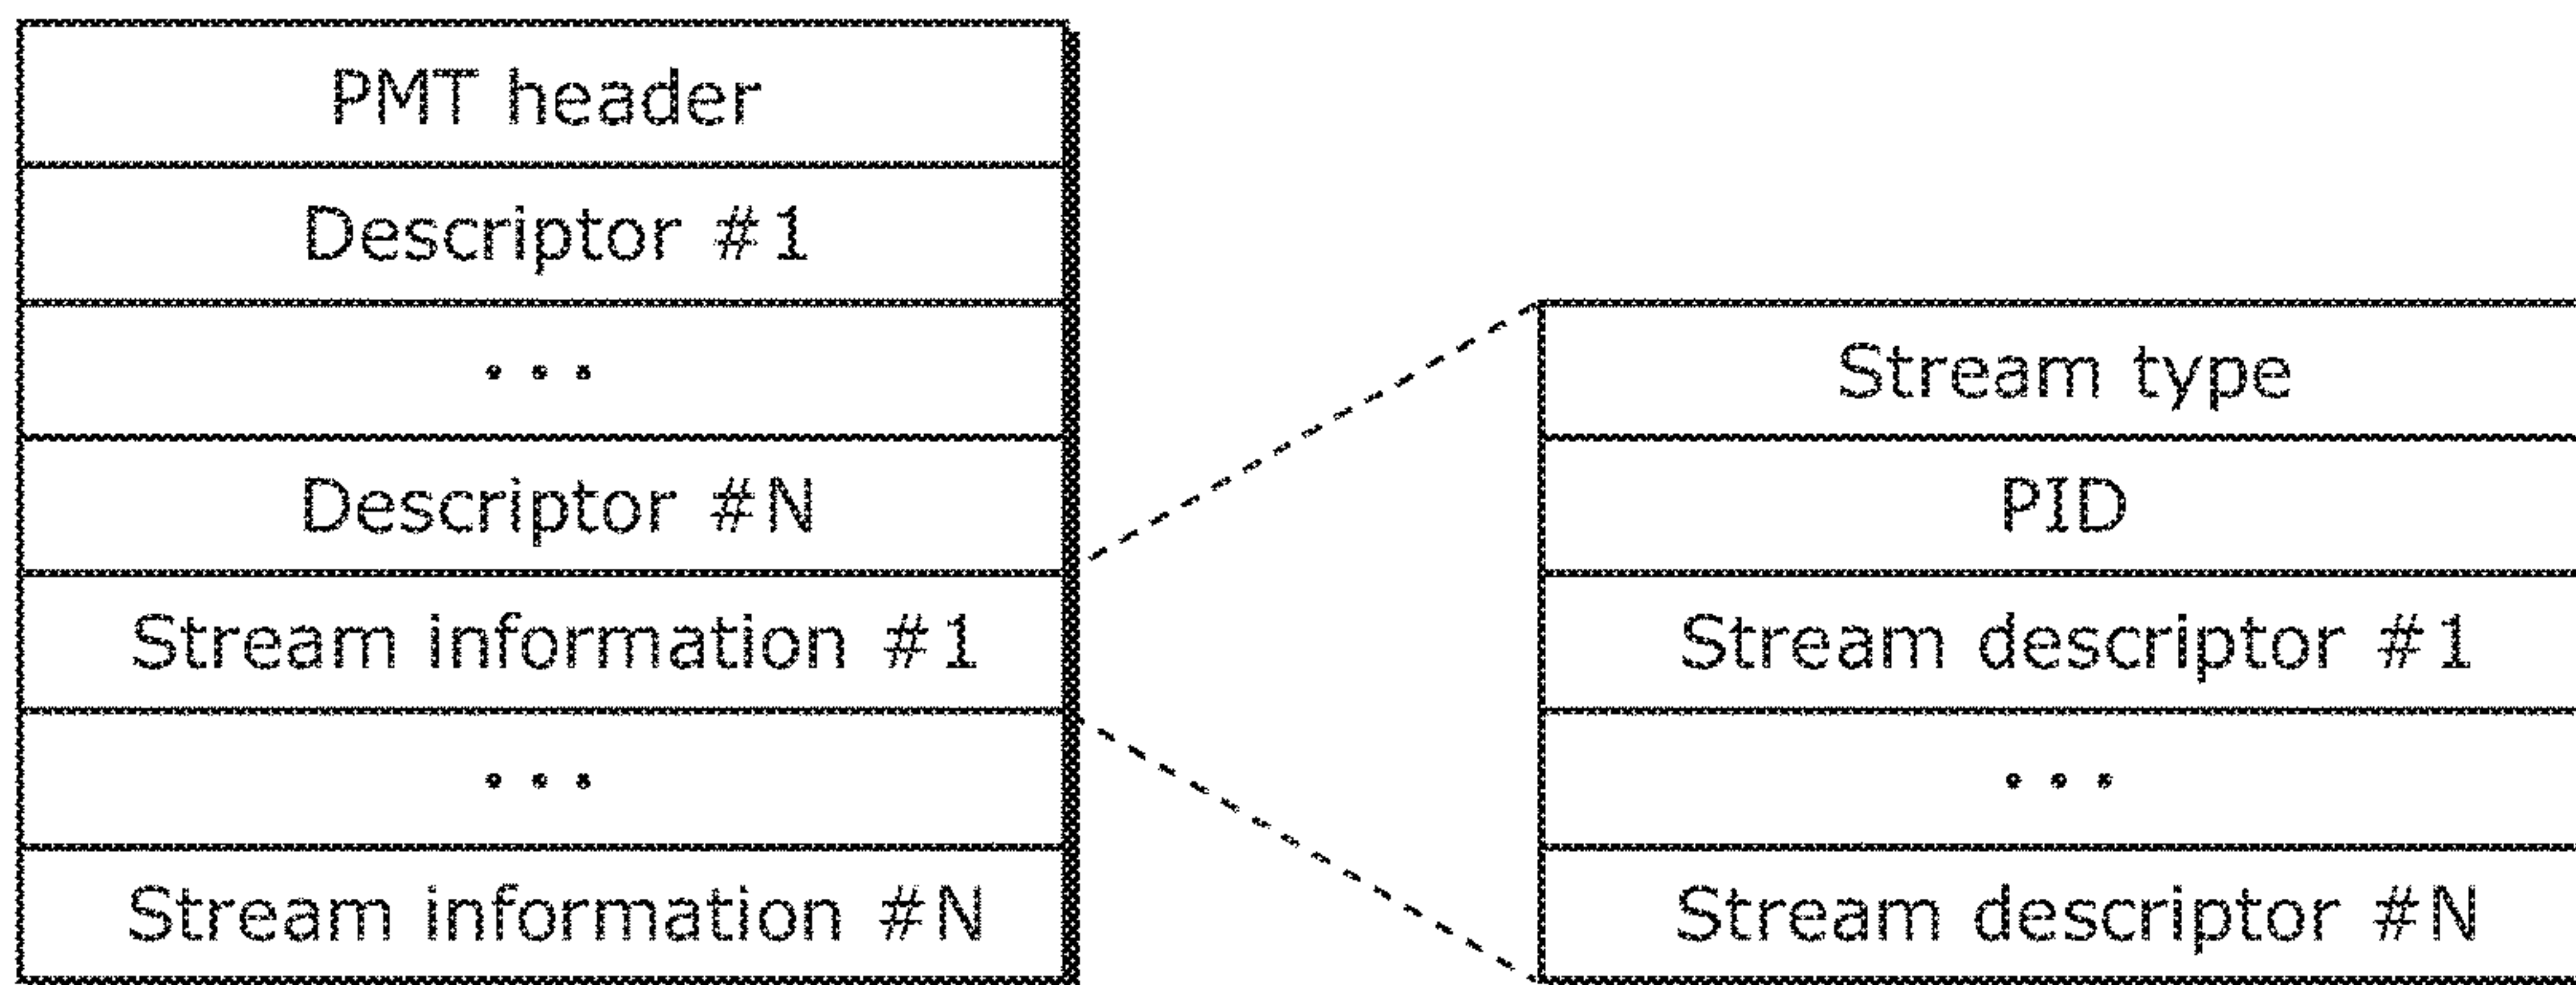 PMT header
Descriptor #1
...
Descriptor #N
Stream information #1
...
Stream information #N
Stream type
PID
Stream descriptor #1
...
Stream descriptor #N